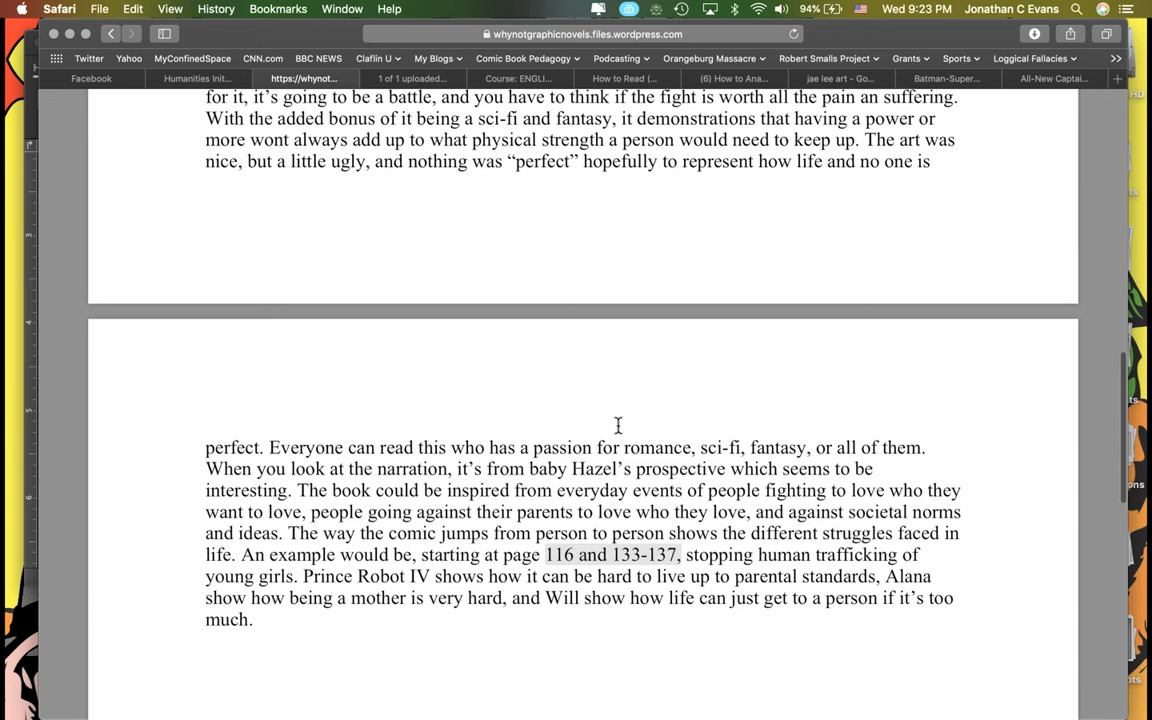 Safari File Edit View History Bookmarks Window Help 94% Wed 9:23 PM Jonathan C Evans
whynotgraphicnovels.files.wordpress.com
Twitter Yahoo MyConfinedSpace CNN.com BBC NEWS Claflin U My Blogs Comic Book Pedagogy Podcasting Orangeburg Massacre Robert Smalls Project Grants Sports Loggical Fallacies
Facebook Humanities Init... https://whynot... 1 of 1 uploaded... Course: ENGLI... How to Read (... (6) How to Ana... jae lee art - Go... Batman-Super... All-New Captai...
for it, it's going to be a battle, and you have to think if the fight is worth all the pain an suffering.
With the added bonus of it being a sci-fi and fantasy, it demonstrations that having a power or
more wont always add up to what physical strength a person would need to keep up. The art was
nice, but a little ugly, and nothing was “perfect” hopefully to represent how life and no one is
perfect. Everyone can read this who has a passion for romance, sci-fi, fantasy, or all of them.
When you look at the narration, it's from baby Hazel's prospective which seems to be
interesting. The book could be inspired from everyday events of people fighting to love who they
want to love, people going against their parents to love who they love, and against societal norms
and ideas. The way the comic jumps from person to person shows the different struggles faced in
life. An example would be, starting at page 116 and 133-137, stopping human trafficking of
young girls. Prince Robot IV shows how it can be hard to live up to parental standards, Alana
show how being a mother is very hard, and Will show how life can just get to a person if it's too
much.